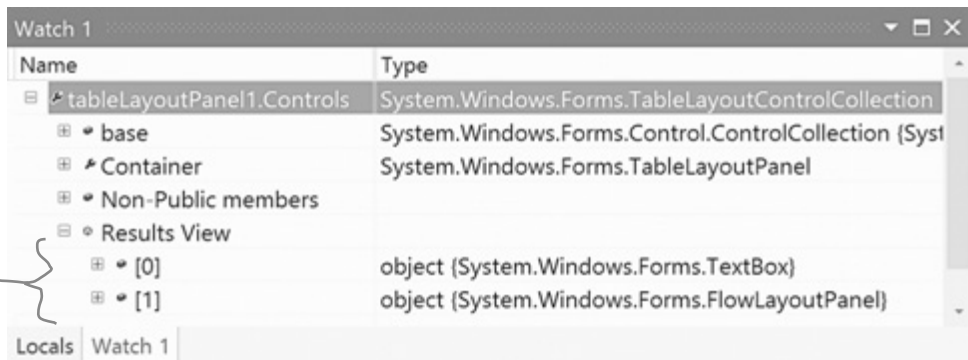 Watch 1
Name Type
tableLayoutPanel1.Controls System.Windows.Forms.TableLayoutControlCollection
base System.Windows.Forms.Control.ControlCollection {Syst
Container System.Windows.Forms.TableLayoutPanel
Non-Public members
Results View
[0] object {System.Windows.Forms.TextBox}
[1] object {System.Windows.Forms.FlowLayoutPanel}
Locals Watch 1